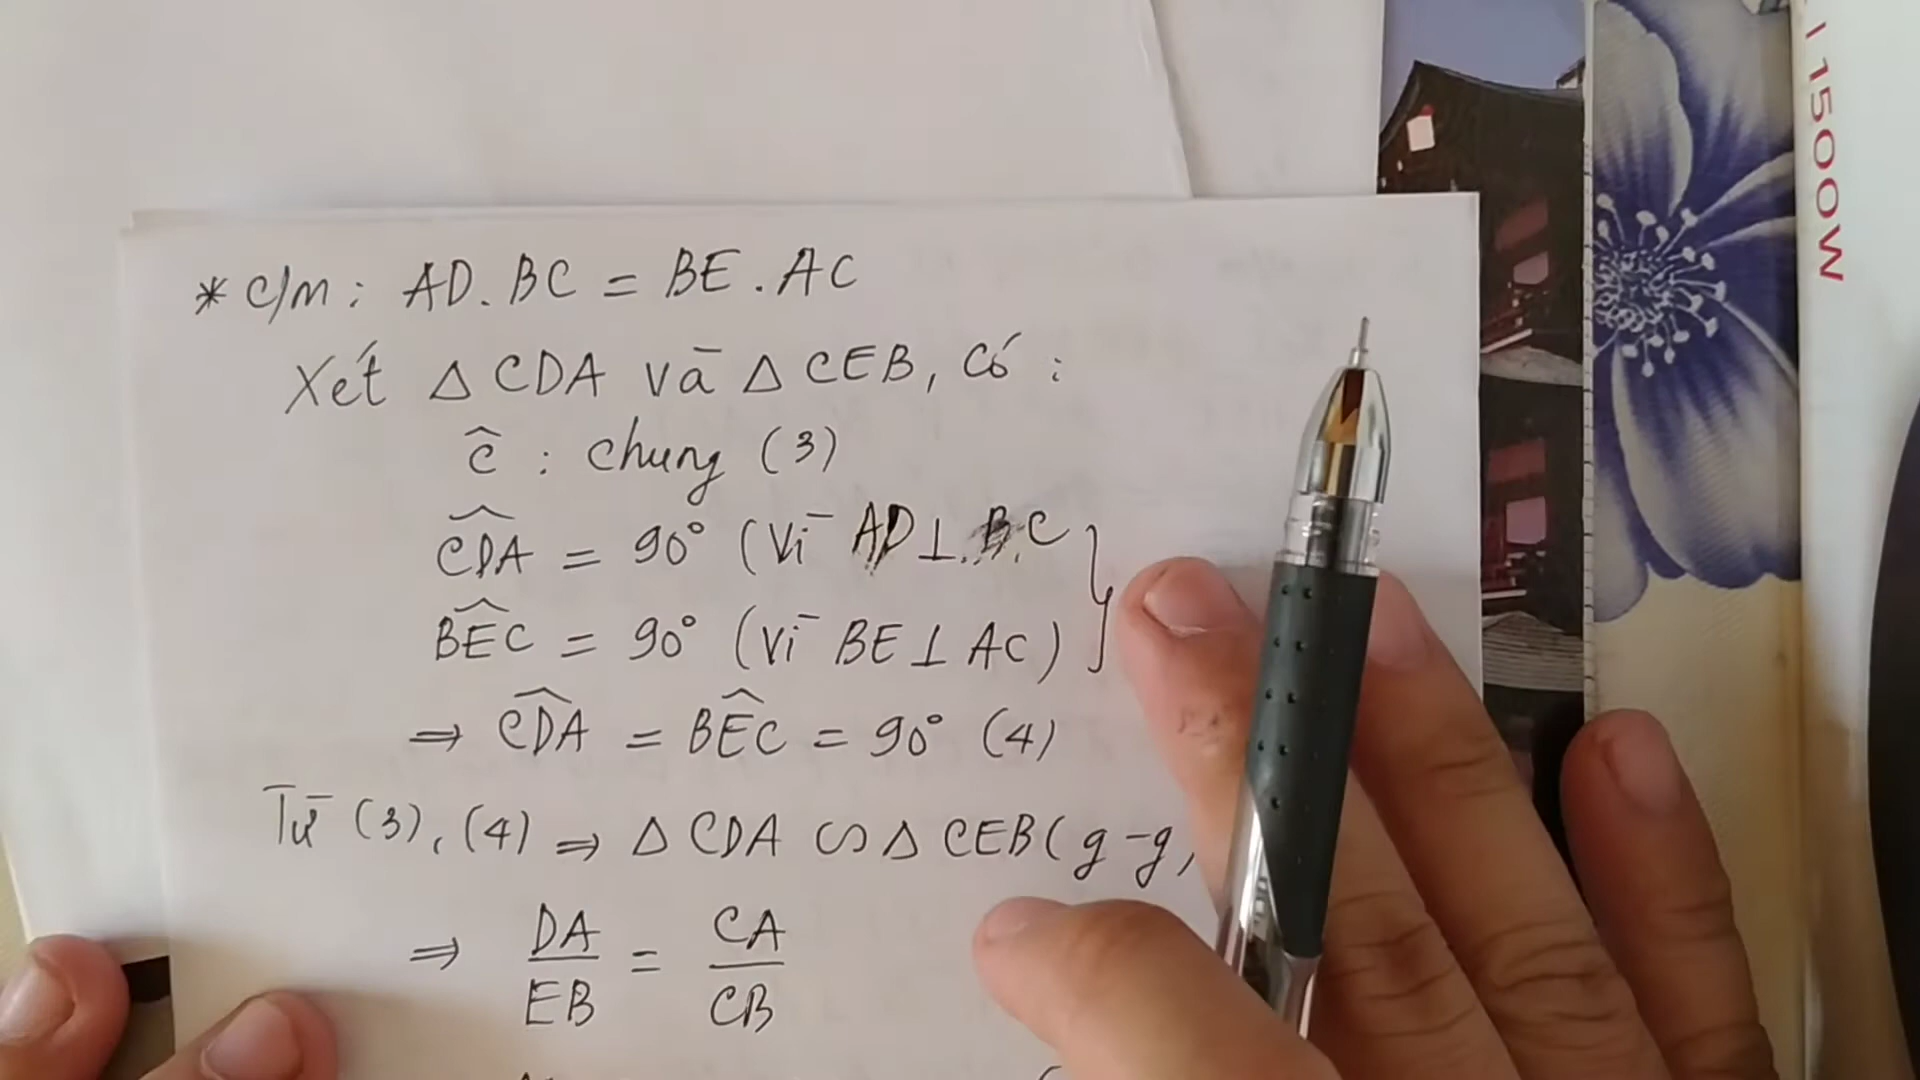 * C/m : AD . BC = BE . AC
Xét Δ CDA và Δ CEB, Có :
Ĉ : chung (3)
CDA = 90° (Vì AD ⊥ BC
BEC = 90° (Vì BE ⊥ AC)
⇒ CDA = BEC = 90° (4)
Từ (3), (4) ⇒ Δ CDA ∽ Δ CEB (g-g)
⇒ DA/EB = CA/CB
1500W